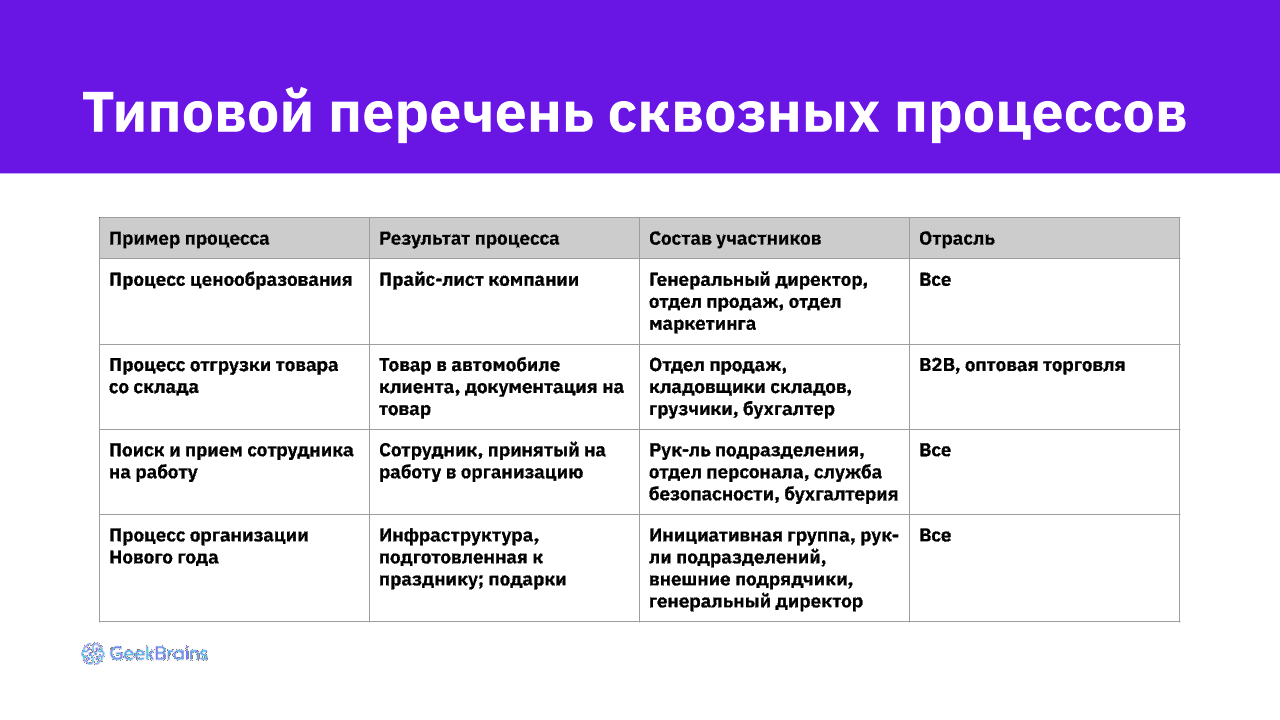 Типовой перечень сквозных процессов
Пример процесса
Результат процесса
Состав участников
Отрасль
Процесс ценообразования
Прайс-лист компании
Генеральный директор,
отдел продаж, отдел
маркетинга
Все
Процесс отгрузки товара
со склада
Товар в автомобиле
клиента, документация на
товар
Отдел продаж,
кладовщики складов,
грузчики, бухгалтер
B2B, оптовая торговля
Поиск и прием сотрудника
на работу
Сотрудник, принятый на
работу в организацию
Рук-ль подразделения,
отдел персонала, служба
безопасности, бухгалтерия
Все
Процесс организации
Нового года
Инфраструктура,
подготовленная к
празднику; подарки
Инициативная группа, рук-
ли подразделений,
внешние подрядчики,
генеральный директор
Все
GeekBrains